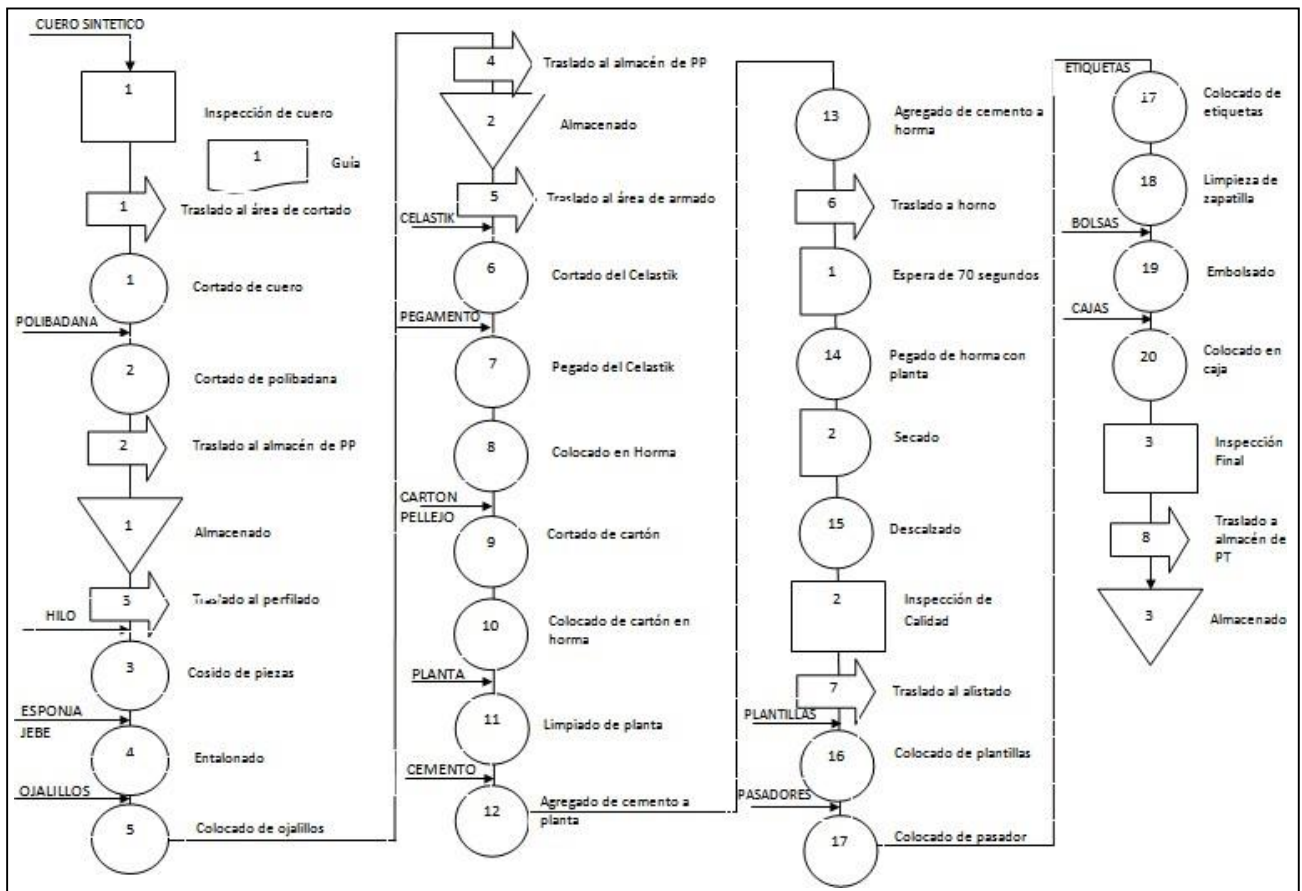 CUERO SINTETICO
1
Inspección de cuero
1
Guía
1
Traslado al área de cortado
1
Cortado de cuero
POLIBADANA
2
Cortado de polibadana
2
Traslado al almacén de PP
1
Almacenado
3
Traslado al perfilado
HILO
3
Cosido de piezas
ESPONJA
JEBE
4
Entalonado
OJALILLOS
5
Colocado de ojalillos
4
Traslado al almacén de PP
2
Almacenado
5
Traslado al área de armado
CELASTIK
6
Cortado del Celastik
PEGAMENTO
7
Pegado del Celastik
8
Colocado en Horma
CARTON
PELLEJO
9
Cortado de cartón
10
Colocado de cartón en
horma
PLANTA
11
Limpiado de planta
CEMENTO
12
Agregado de cemento a
planta
13
Agregado de cemento a
horma
6
Traslado a horno
1
Espera de 70 segundos
14
Pegado de horma con
planta
2
Secado
15
Descalzado
2
Inspección de
Calidad
7
Traslado al alistado
PLANTILLAS
16
Colocado de plantillas
PASADORES
17
Colocado de pasador
ETIQUETAS
17
Colocado de
etiquetas
18
Limpieza de
zapatilla
BOLSAS
19
Embolsado
CAJAS
20
Colocado en
caja
3
Inspección
Final
8
Traslado a
almacén de
PT
3
Almacenado